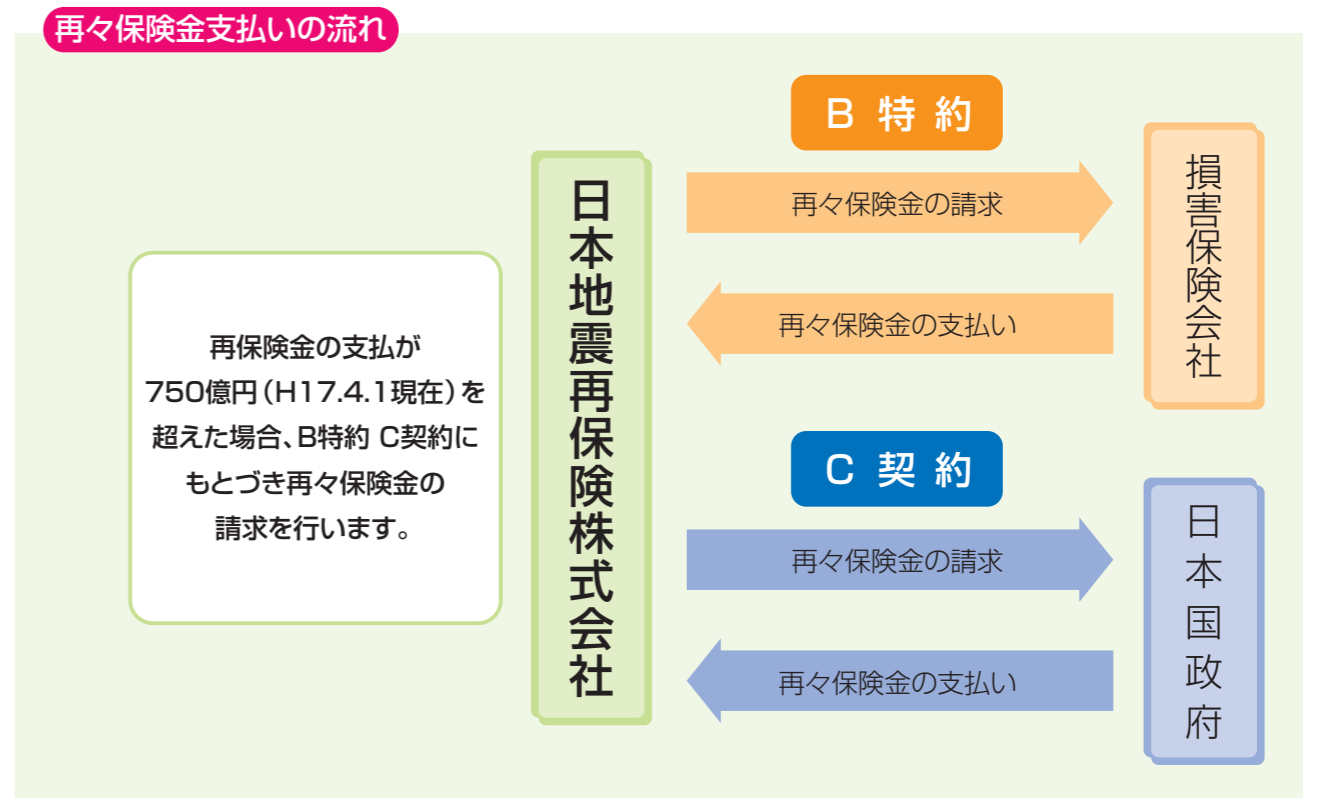 再々保険金支払いの流れ
再保険金の支払が
750億円（H17.4.1現在）を
超えた場合、B特約 C契約に
もとづき再々保険金の
請求を行います。
日本地震再保険株式会社
B 特 約
再々保険金の請求
再々保険金の支払い
損害保険会社
C 契 約
再々保険金の請求
再々保険金の支払い
日本国政府